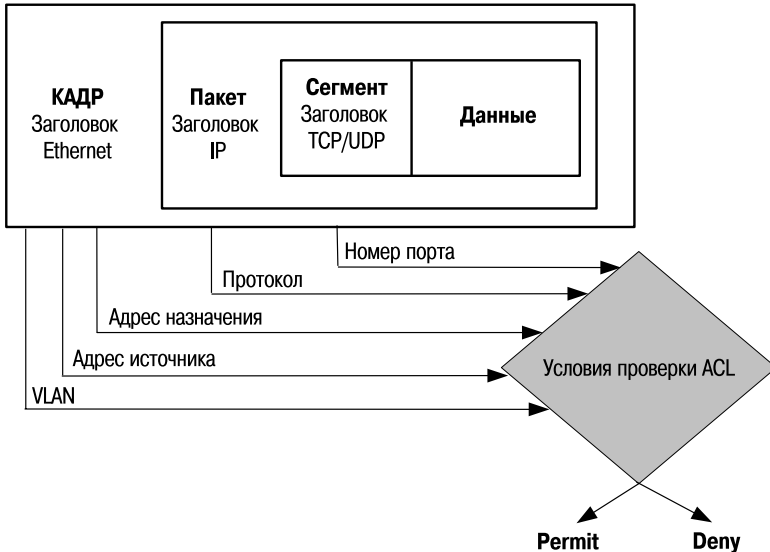 КАДР
Заголовок
Ethernet
Пакет
Заголовок
IP
Сегмент
Заголовок
TCP/UDP
Данные
Номер порта
Протокол
Адрес назначения
Адрес источника
VLAN
Условия проверки ACL
Permit
Deny